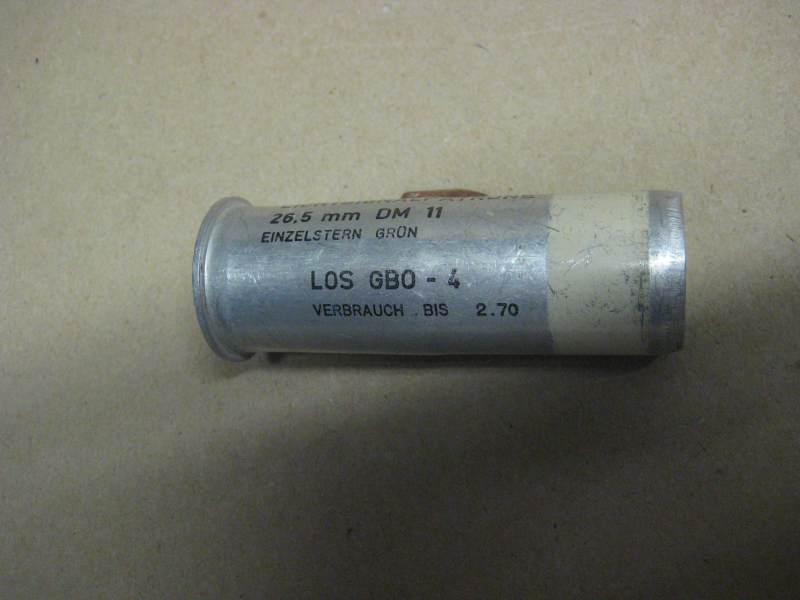 26,5 mm DM 11
EINZELSTERN GRÜN
LOS GBO - 4
VERBRAUCH . BIS 2.70